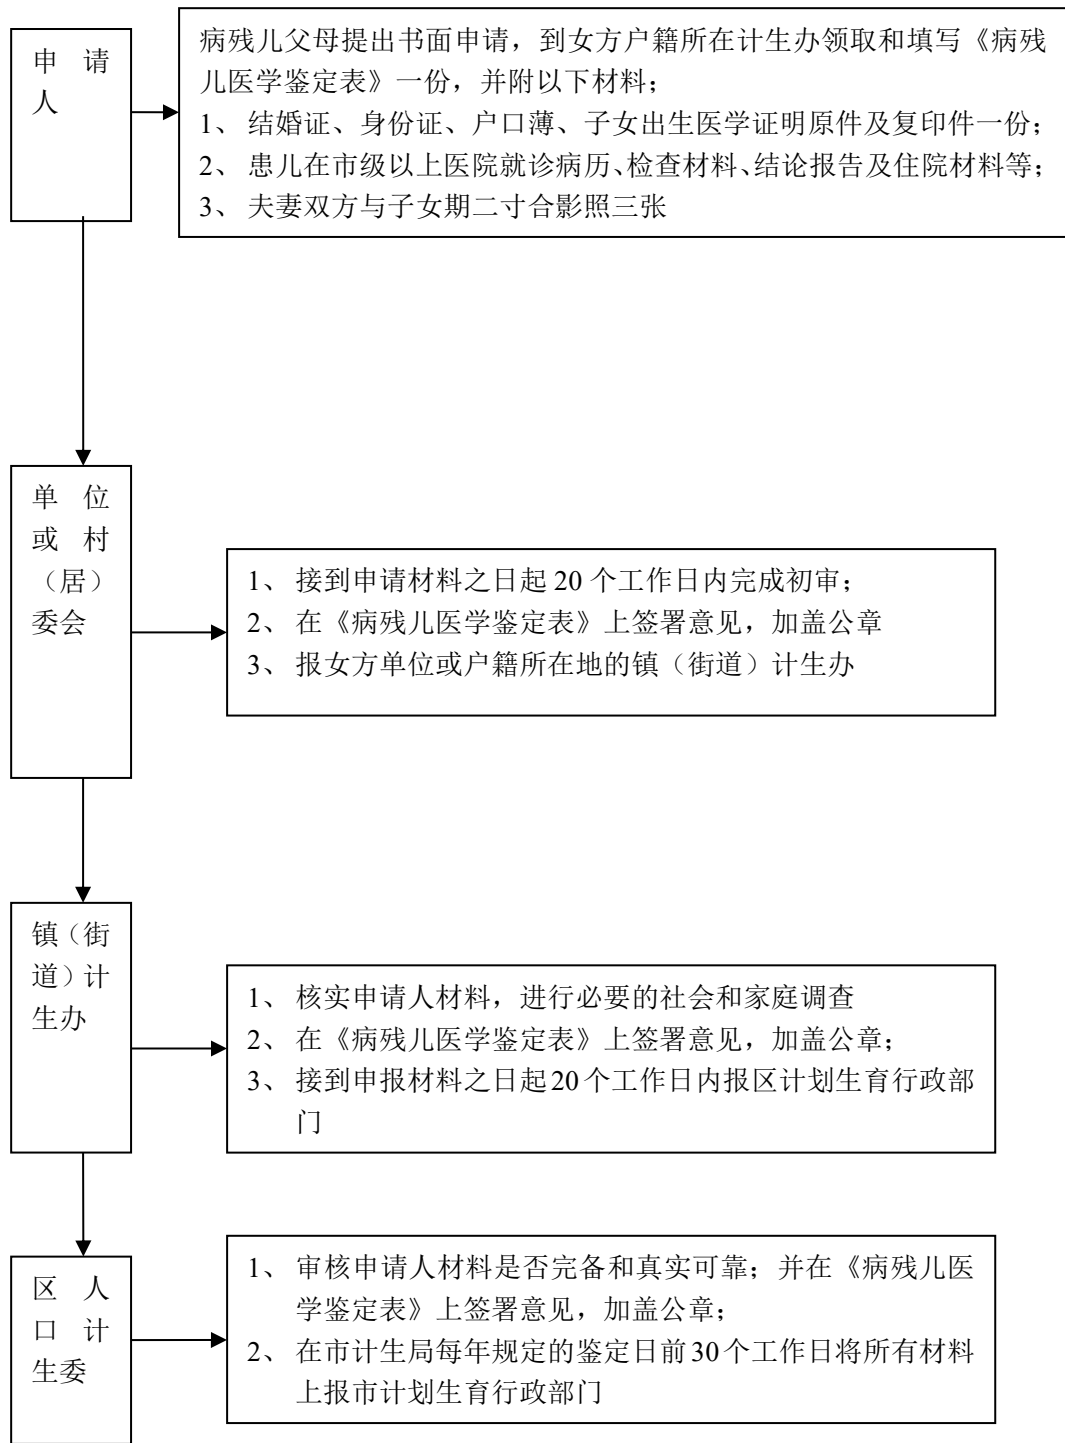 申 请
人
病残儿父母提出书面申请，到女方户籍所在计生办领取和填写《病残
儿医学鉴定表》一份，并附以下材料；
1、 结婚证、身份证、户口薄、子女出生医学证明原件及复印件一份；
2、 患儿在市级以上医院就诊病历、检查材料、结论报告及住院材料等；
3、 夫妻双方与子女期二寸合影照三张
单 位
或 村
（居）
委会
1、 接到申请材料之日起 20 个工作日内完成初审；
2、 在《病残儿医学鉴定表》上签署意见，加盖公章
3、 报女方单位或户籍所在地的镇（街道）计生办
镇（街
道）计
生办
1、 核实申请人材料，进行必要的社会和家庭调查
2、 在《病残儿医学鉴定表》上签署意见，加盖公章；
3、 接到申报材料之日起 20 个工作日内报区计划生育行政部
门
区 人
口 计
生委
1、 审核申请人材料是否完备和真实可靠；并在《病残儿医
学鉴定表》上签署意见，加盖公章；
2、 在市计生局每年规定的鉴定日前 30 个工作日将所有材料
上报市计划生育行政部门